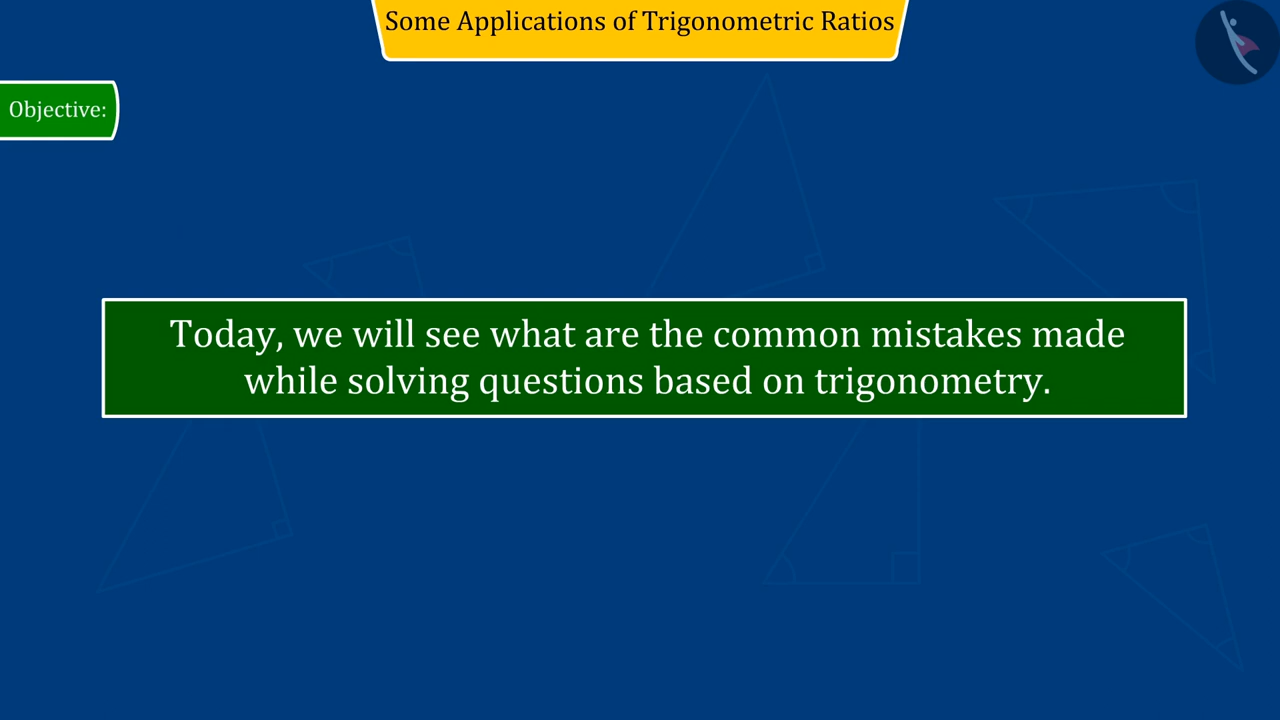 Some Applications of Trigonometric Ratios
Objective:
Today, we will see what are the common mistakes made
while solving questions based on trigonometry.